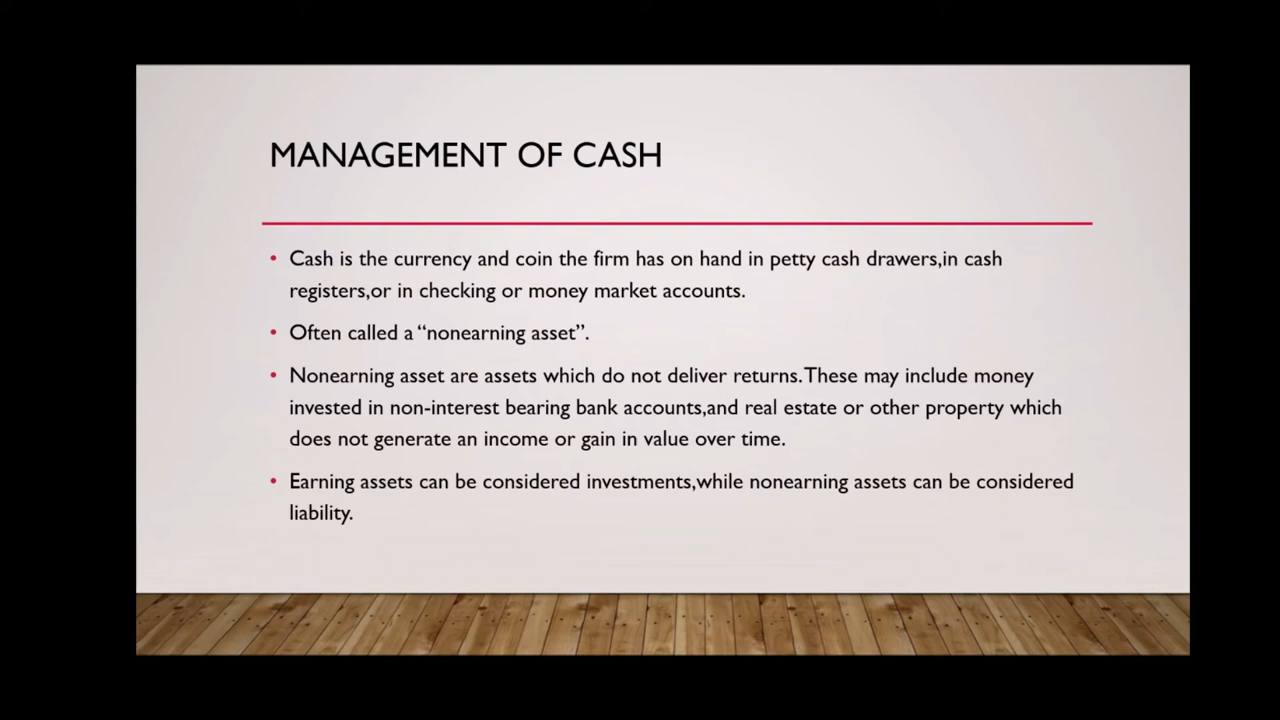 MANAGEMENT OF CASH
• Cash is the currency and coin the firm has on hand in petty cash drawers,in cash
registers,or in checking or money market accounts.
• Often called a “nonearning asset”.
• Nonearning asset are assets which do not deliver returns.These may include money
invested in non-interest bearing bank accounts,and real estate or other property which
does not generate an income or gain in value over time.
• Earning assets can be considered investments,while nonearning assets can be considered
liability.